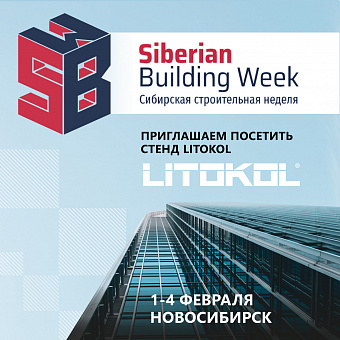 SBW
Siberian
Building Week
Сибирская строительная неделя
ПРИГЛАШАЕМ ПОСЕТИТЬ
СТЕНД LITOKOL
LITOKOL®
1-4 ФЕВРАЛЯ
НОВОСИБИРСК